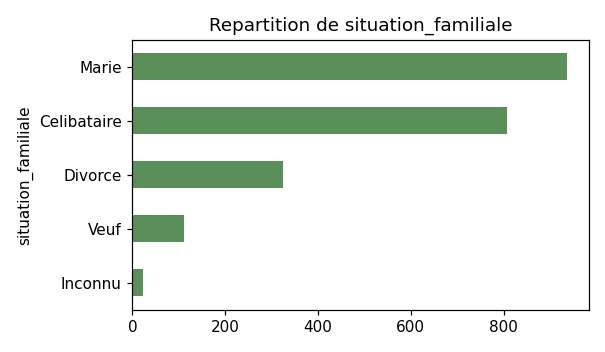 Repartition de situation_familiale
situation_familiale
Marie
Celibataire
Divorce
Veuf
Inconnu
0 200 400 600 800